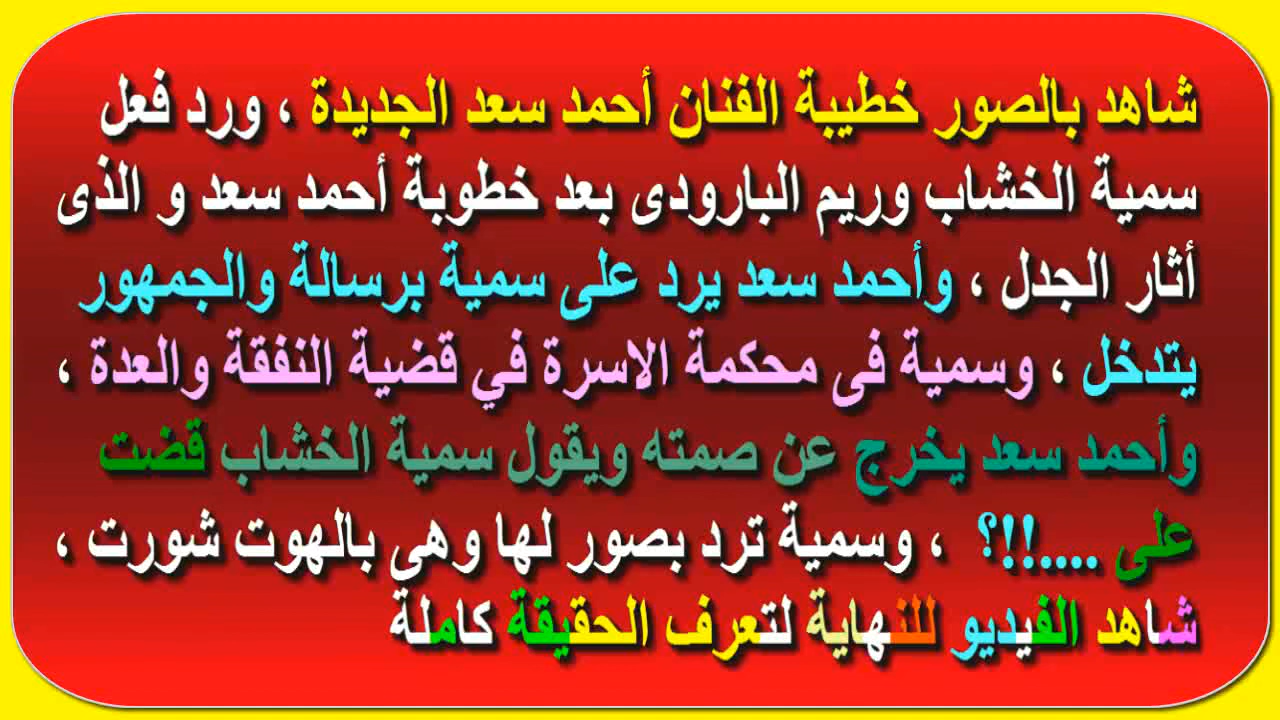 شاهد بالصور خطيبة الفنان أحمد سعد الجديدة ، ورد فعل
سمية الخشاب وريم البارودى بعد خطوبة أحمد سعد و الذى
أثار الجدل ، وأحمد سعد يرد على سمية برسالة والجمهور
يتدخل ، وسمية فى محكمة الاسرة في قضية النفقة والعدة ،
وأحمد سعد يخرج عن صمته ويقول سمية الخشاب قضت
على ....!!؟ ، وسمية ترد بصور لها وهى بالهوت شورت ،
شاهد الفيديو للنهاية لتعرف الحقيقة كاملة